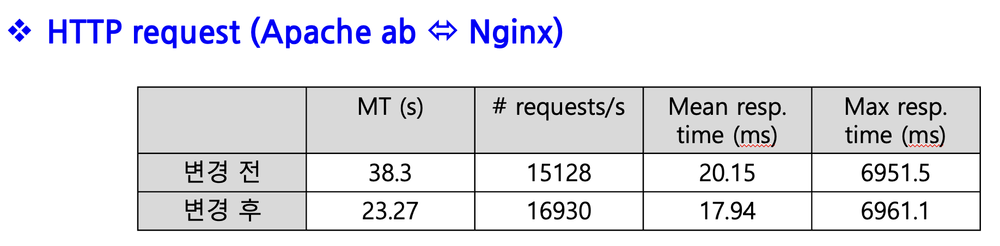 ❖ HTTP request (Apache ab ⇔ Nginx)
MT (s) # requests/s Mean resp. time (ms) Max resp. time (ms)
변경 전 38.3 15128 20.15 6951.5
변경 후 23.27 16930 17.94 6961.1